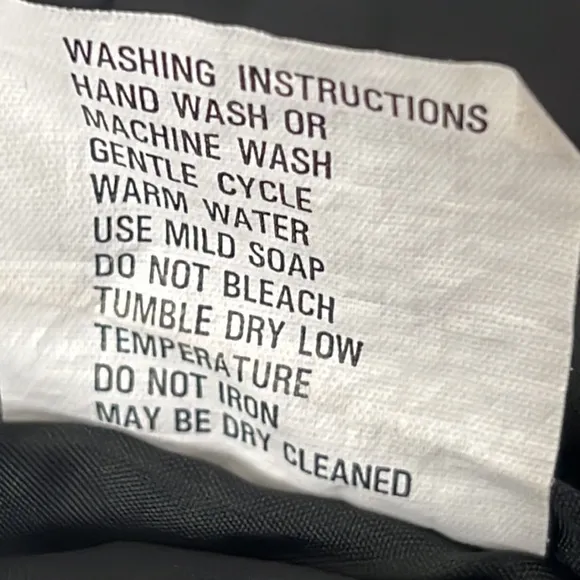 WASHING INSTRUCTIONS
HAND WASH OR
MACHINE WASH
GENTLE CYCLE
WARM WATER
USE MILD SOAP
DO NOT BLEACH
TUMBLE DRY LOW
TEMPERATURE
DO NOT IRON
MAY BE DRY CLEANED